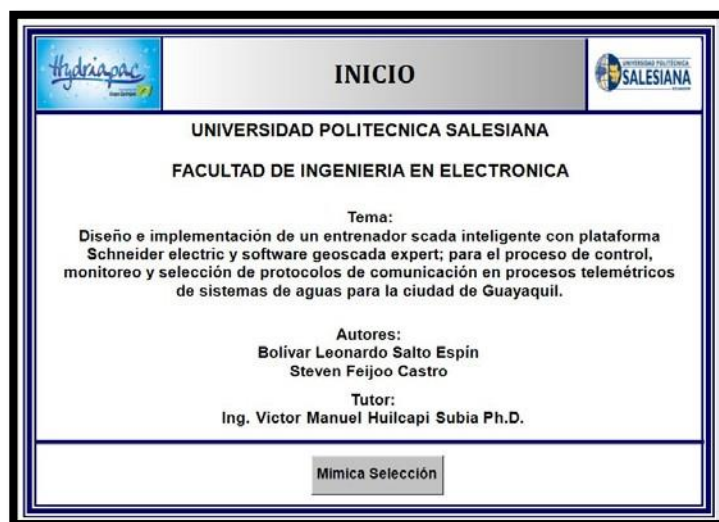 Hydriapac
INICIO
UNIVERSIDAD POLITÉCNICA
SALESIANA
UNIVERSIDAD POLITECNICA SALESIANA
FACULTAD DE INGENIERIA EN ELECTRONICA
Tema:
Diseño e implementación de un entrenador scada inteligente con plataforma
Schneider electric y software geoscada expert; para el proceso de control,
monitoreo y selección de protocolos de comunicación en procesos telemétricos
de sistemas de aguas para la ciudad de Guayaquil.
Autores:
Bolívar Leonardo Salto Espín
Steven Feijoo Castro
Tutor:
Ing. Victor Manuel Huilcapi Subia Ph.D.
Mimica Selección